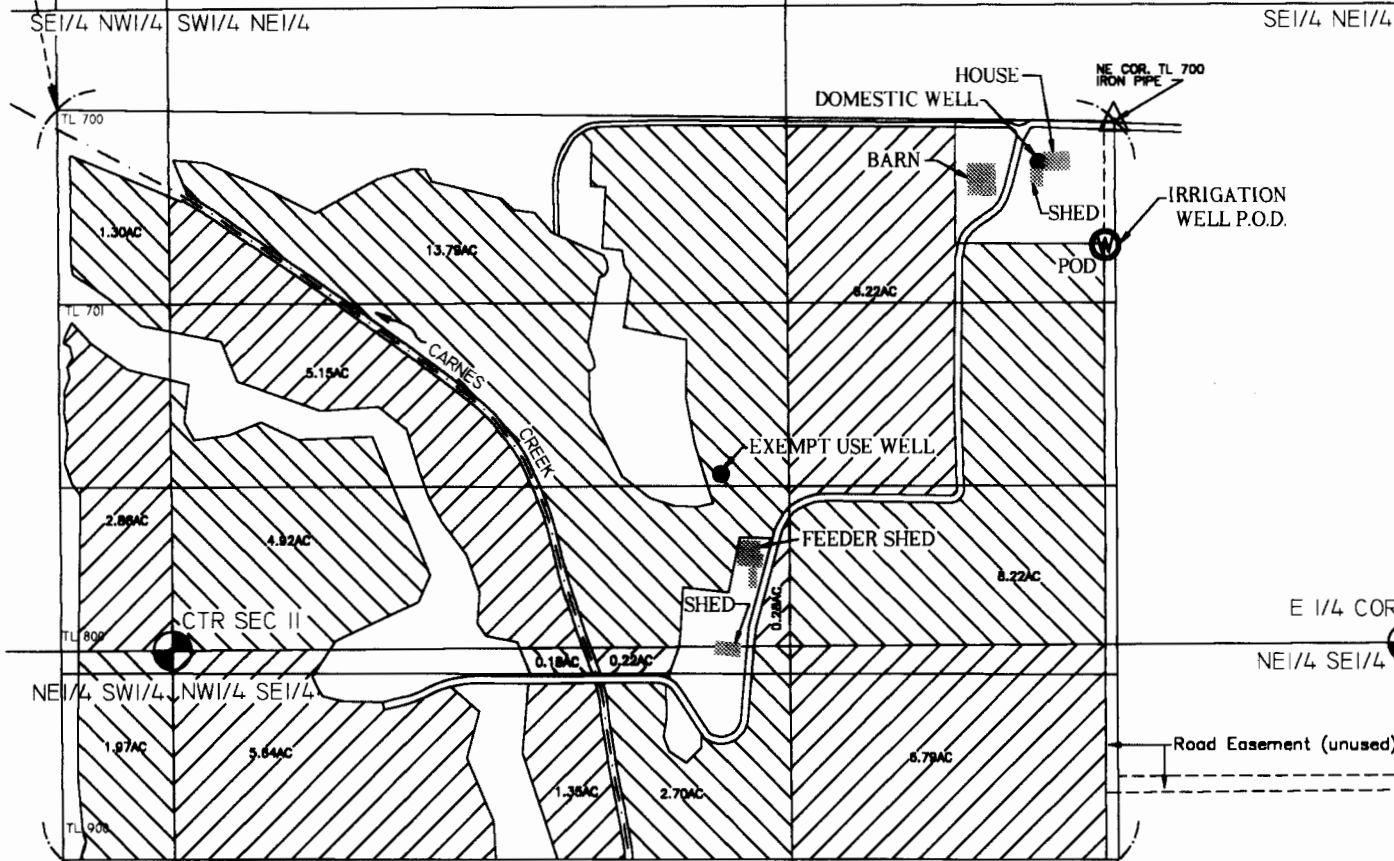 SE1/4 NW1/4
SW1/4 NE1/4
SE1/4 NE1/4
NE COR. TL 700
IRON PIPE
HOUSE
DOMESTIC WELL
TL 700
BARN
SHED
IRRIGATION
WELL P.O.D.
1.30AC
13.79AC
POD
W
6.22AC
TL 701
CARNES
CREEK
5.15AC
EXEMPT USE WELL
2.86AC
4.92AC
FEEDER SHED
8.22AC
SHED
0.28AC
CTR SEC 11
E 1/4 COR
TL 800
0.18AC
0.22AC
NE1/4 SW1/4
NW1/4 SE1/4
NE1/4 SE1/4
1.97AC
5.64AC
6.79AC
Road Easement (unused)
1.35AC
2.70AC
TL 900